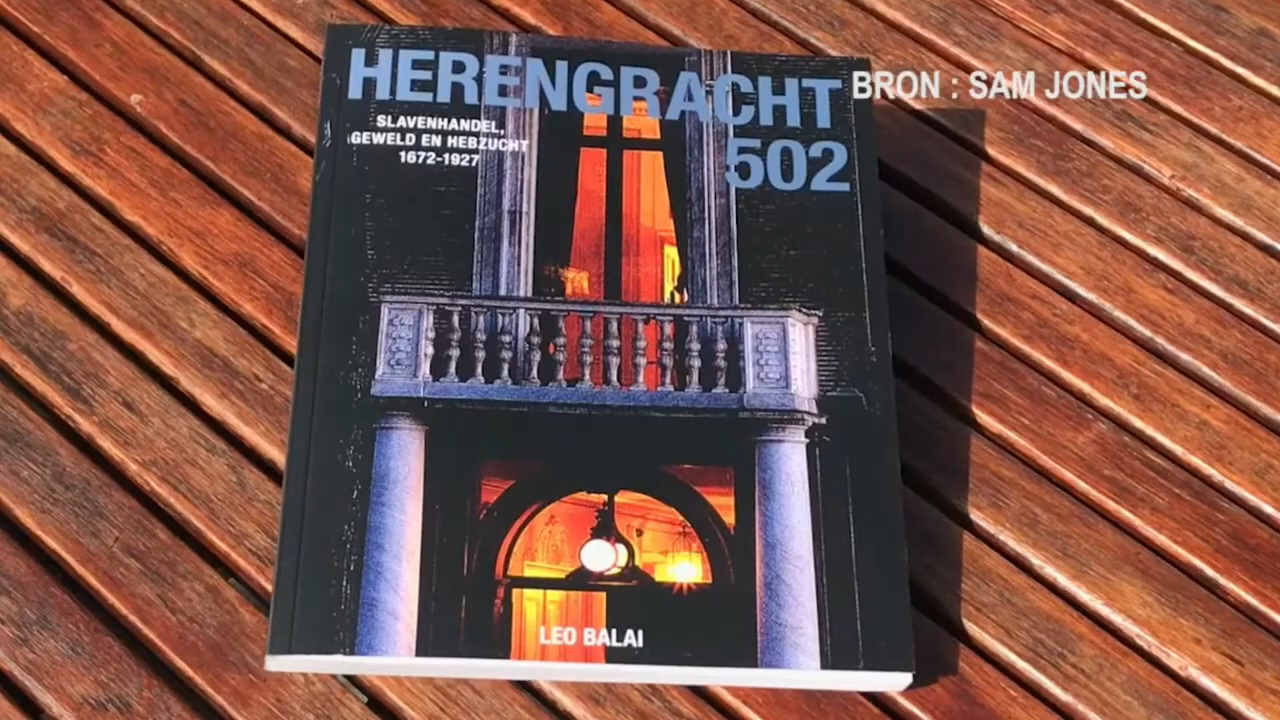 HERENGRACHT
502
SLAVENHANDEL,
GEWELD EN HEBZUCHT
1672-1927
LEO BALAI
BRON : SAM JONES